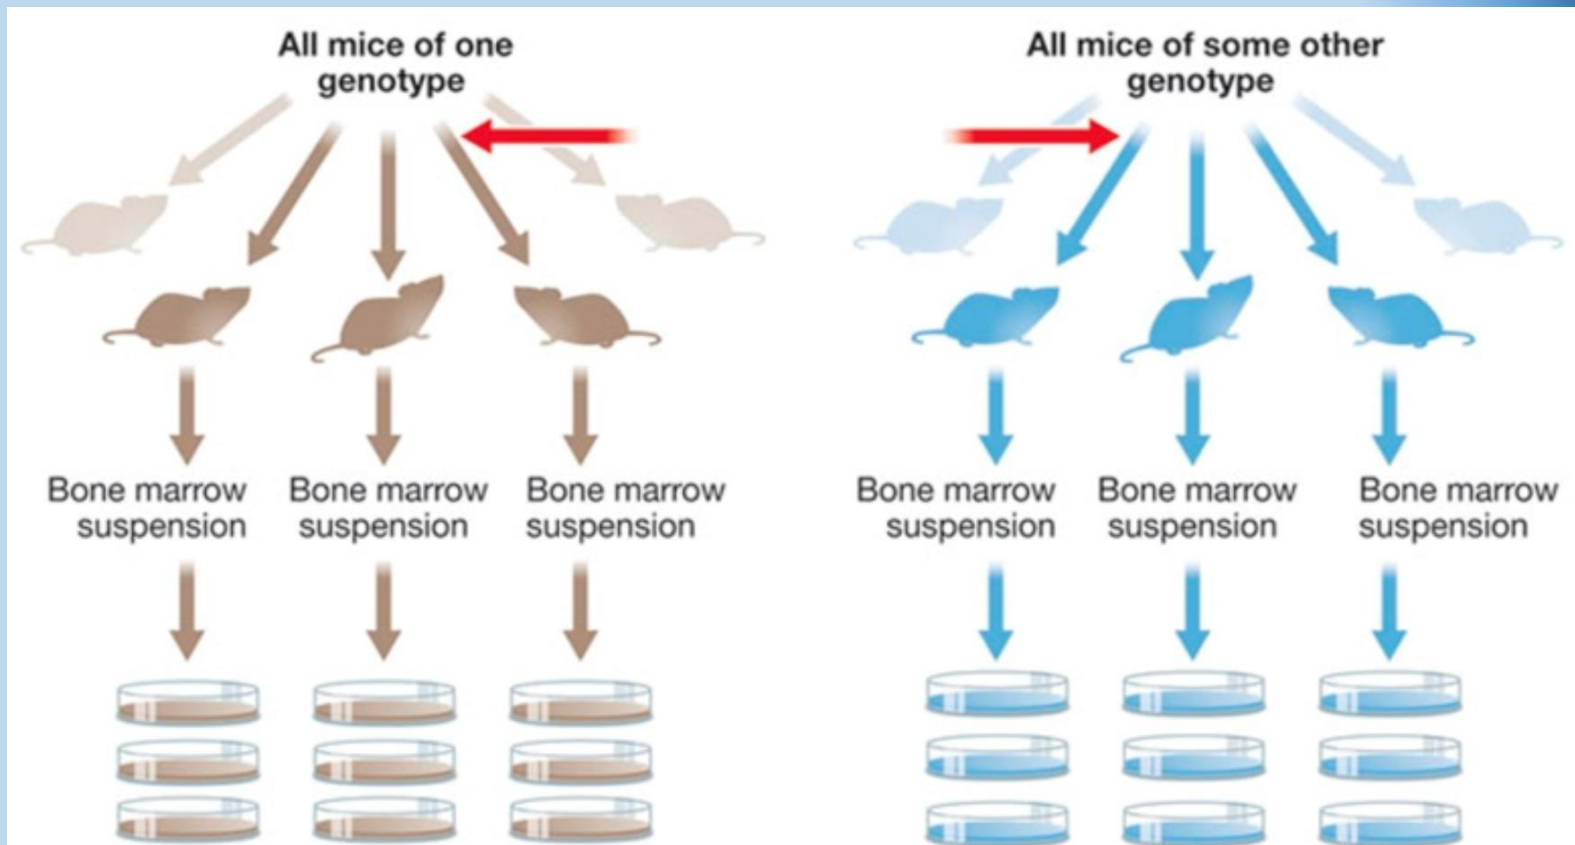 All mice of one
genotype
All mice of some other
genotype
Bone marrow
suspension
Bone marrow
suspension
Bone marrow
suspension
Bone marrow
suspension
Bone marrow
suspension
Bone marrow
suspension